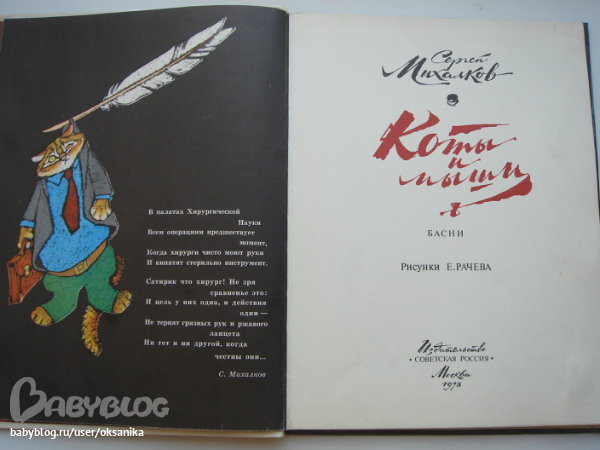 В палатах Хирургической
Науки
Всем операциям предшествует
момент,
Когда хирурги чисто моют руки
И кипятят стерильно инструмент.
Сатирик что хирург! Не зря
сравненье это:
И цель у них одна, и действия
одни—
Не терпят грязных рук и ржавого
ланцета
Ни тот и ни другой, когда
честны они...
С. Михалков
Сергей
Михалков
Коты
и
мыши
БАСНИ
Рисунки Е.РАЧЕВА
Издательство
"СОВЕТСКАЯ РОССИЯ"
Москва
1978
BABYBLOG
babyblog.ru/user/oksanika